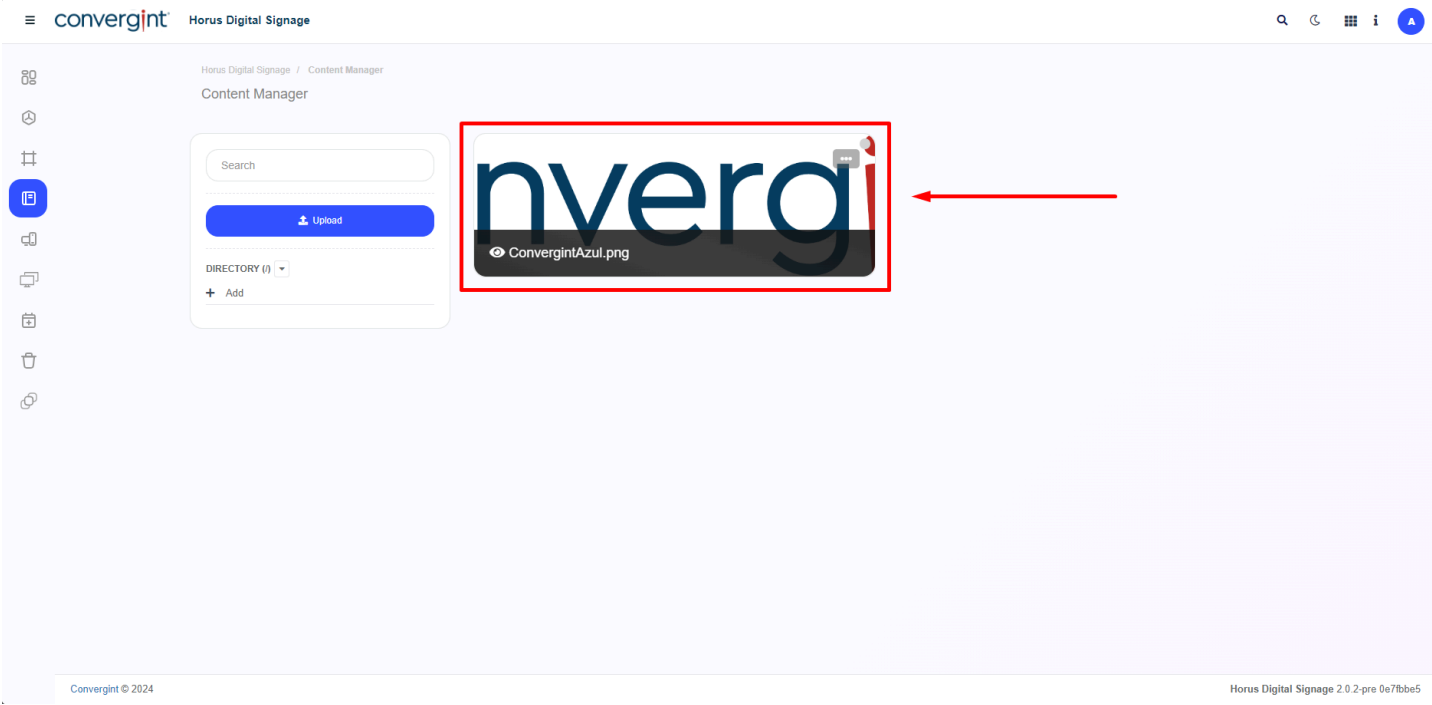 convergint Horus Digital Signage A
Horus Digital Signage / Content Manager
Content Manager
Search
Upload
DIRECTORY (/)
+ Add
nvergi
ConvergintAzul.png
Convergint © 2024
Horus Digital Signage 2.0.2-pre 0e7fbbe5